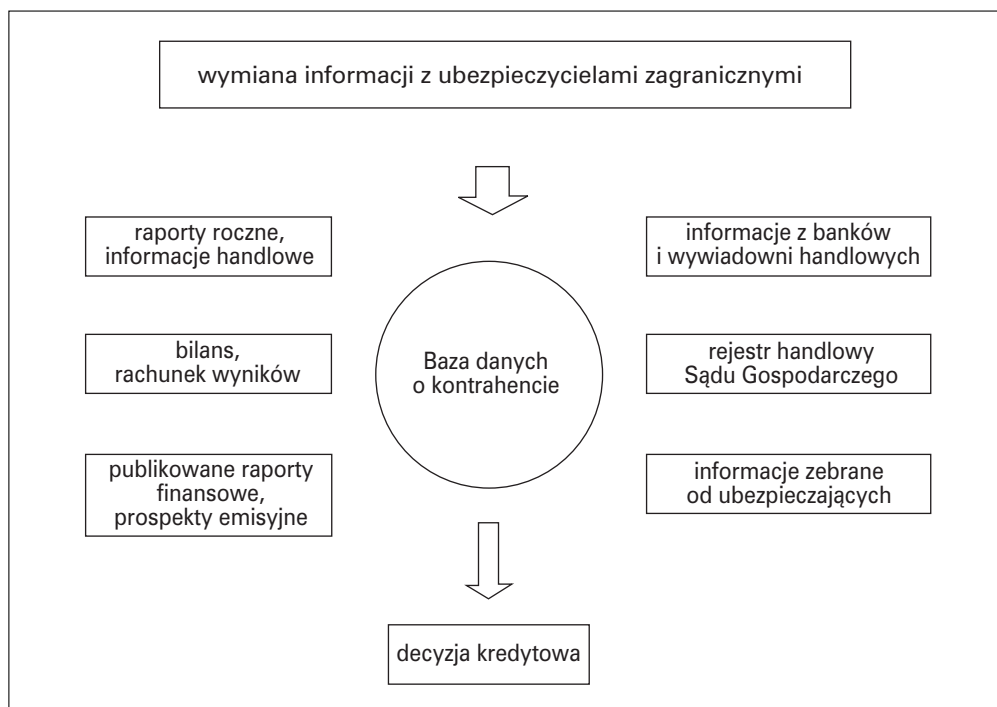 wymiana informacji z ubezpieczycielami zagranicznymi
raporty roczne,
informacje handlowe
informacje z banków
i wywiadowni handlowych
bilans,
rachunek wyników
Baza danych
o kontrahencie
rejestr handlowy
Sądu Gospodarczego
publikowane raporty
finansowe,
prospekty emisyjne
informacje zebrane
od ubezpieczających
decyzja kredytowa